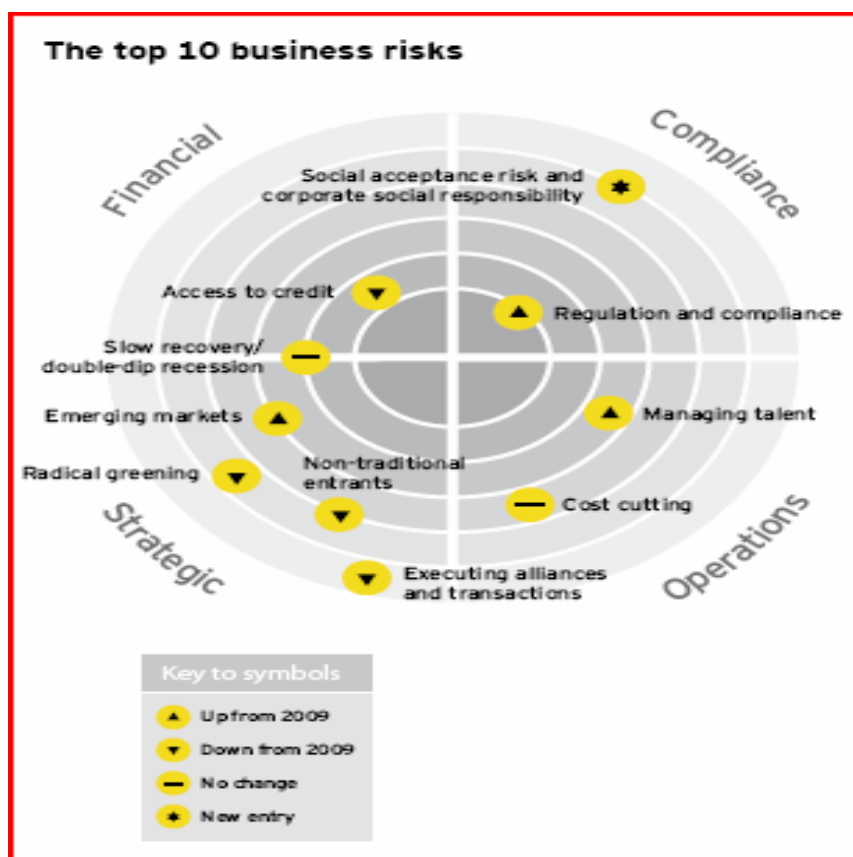 The top 10 business risks
Financial
Compliance
Social acceptance risk and
corporate social responsibility
Access to credit
Regulation and compliance
Slow recovery/
double-dip recession
Emerging markets
Managing talent
Radical greening
Non-traditional
entrants
Cost cutting
Strategic
Executing alliances
and transactions
Operations
Key to symbols
Up from 2009
Down from 2009
No change
New entry